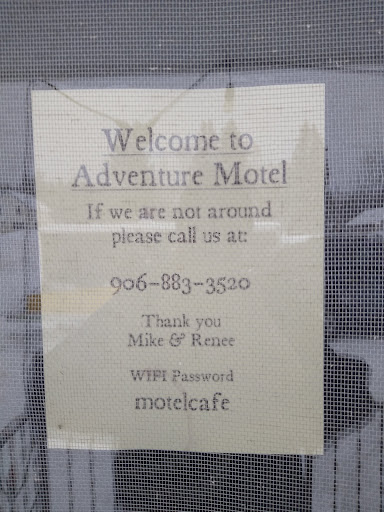 Welcome to
Adventure Motel
If we are not around
please call us at:
906-883-3520
Thank you
Mike & Renee
WIFI Password
motelcafe